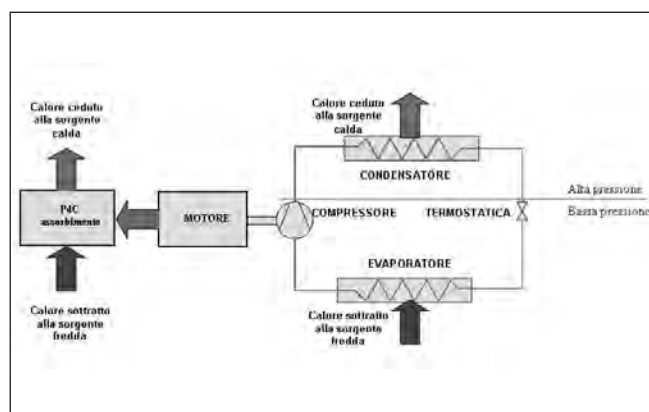 Calore ceduto
alla sorgente
calda
PdC
assorbimento
Calore sottratto
alla sorgente
fredda
MOTORE
COMPRESSORE
Calore ceduto
alla sorgente
calda
CONDENSATORE
TERMOSTATICA
Alta pressione
Bassa pressione
EVAPORATORE
Calore sottratto
alla sorgente
fredda